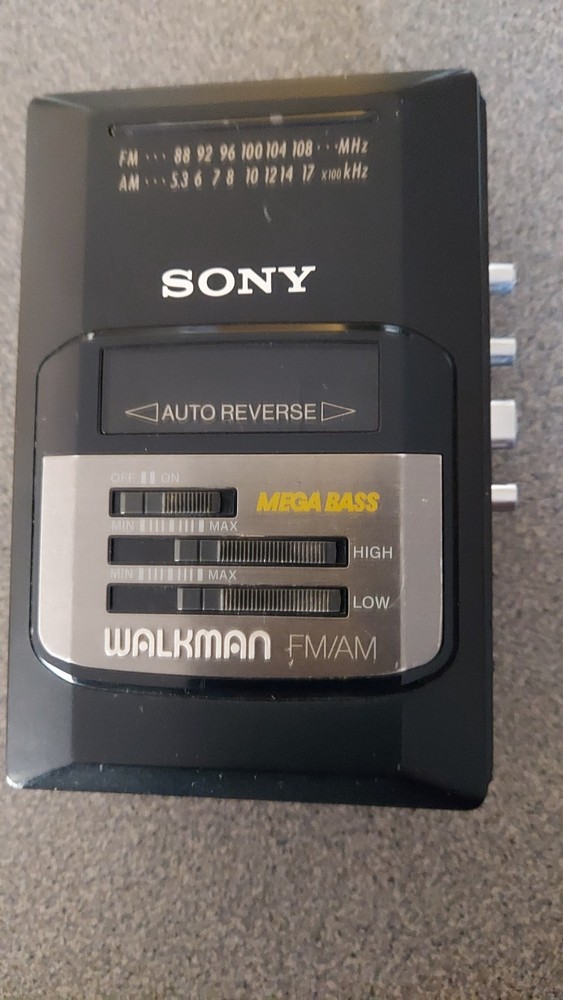 FM ··· 88 92 96 100 104 108 ··· MHz
AM ··· 5.3 6 7 8 10 12 14 17 x100 kHz
SONY
AUTO REVERSE
OFF ON
MEGA BASS
MIN MAX
HIGH
MIN MAX
LOW
WALKMAN FM/AM